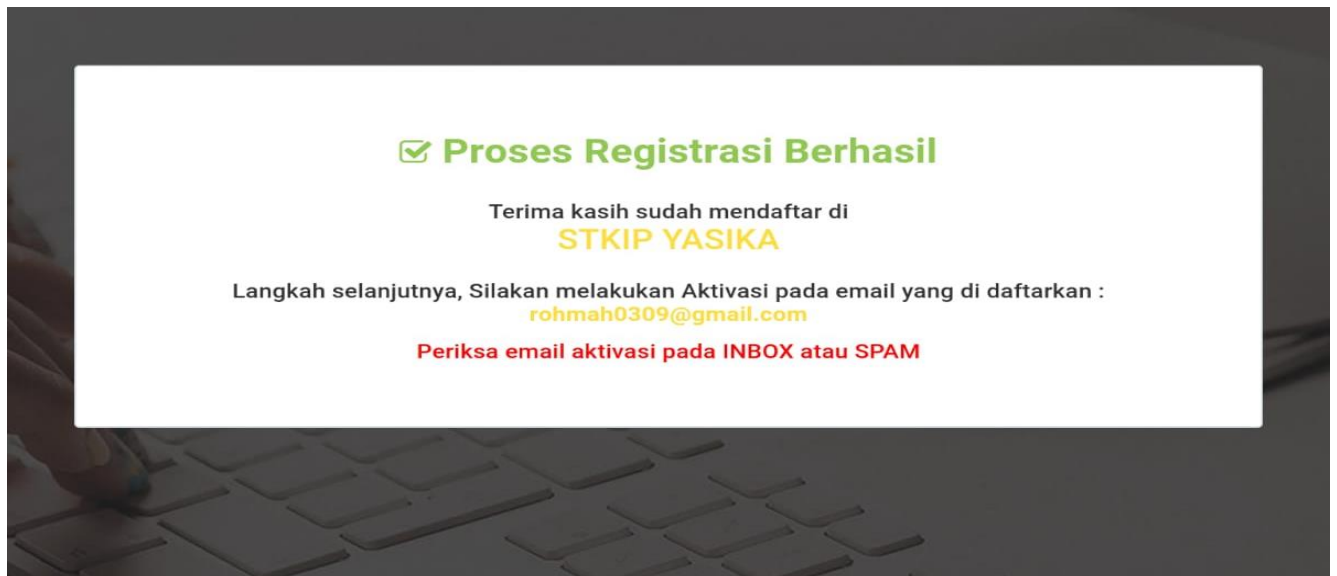 Proses Registrasi Berhasil
Terima kasih sudah mendaftar di
STKIP YASIKA
Langkah selanjutnya, Silakan melakukan Aktivasi pada email yang di daftarkan :
rohmah0309@gmail.com
Periksa email aktivasi pada INBOX atau SPAM